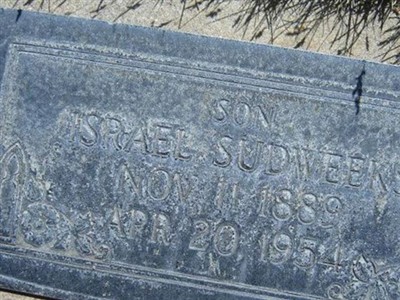 SON
ISRAEL SUDWEEKS
NOV. 11, 1889
APR. 20, 1954